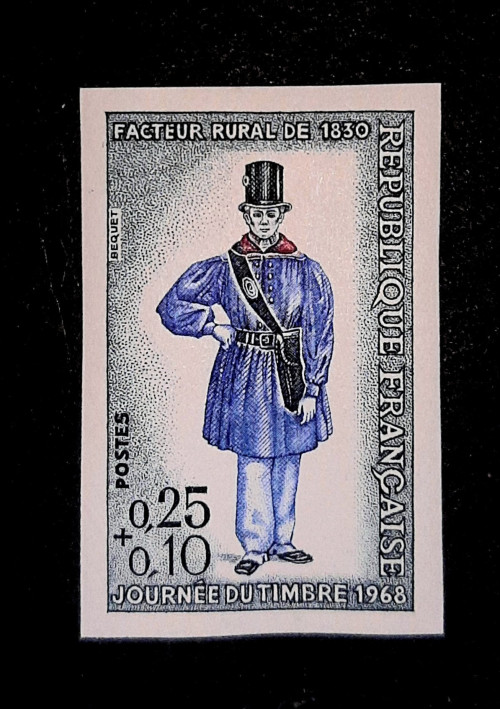 FACTEUR RURAL DE 1830
REPUBLIQUE FRANÇAISE
BEQUET
POSTES
0,25
+
0,10
JOURNÉE DU TIMBRE 1968